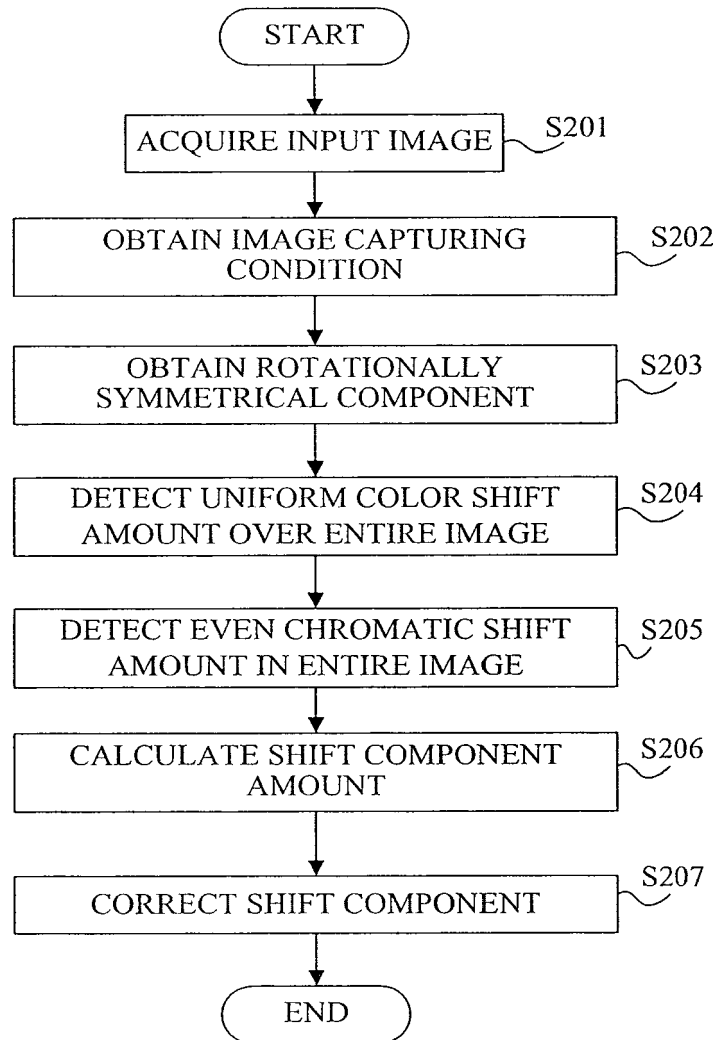 START
ACQUIRE INPUT IMAGE
S201
OBTAIN IMAGE CAPTURING
CONDITION
S202
OBTAIN ROTATIONALLY
SYMMETRICAL COMPONENT
S203
DETECT UNIFORM COLOR SHIFT
AMOUNT OVER ENTIRE IMAGE
S204
DETECT EVEN CHROMATIC SHIFT
AMOUNT IN ENTIRE IMAGE
S205
CALCULATE SHIFT COMPONENT
AMOUNT
S206
CORRECT SHIFT COMPONENT
S207
END